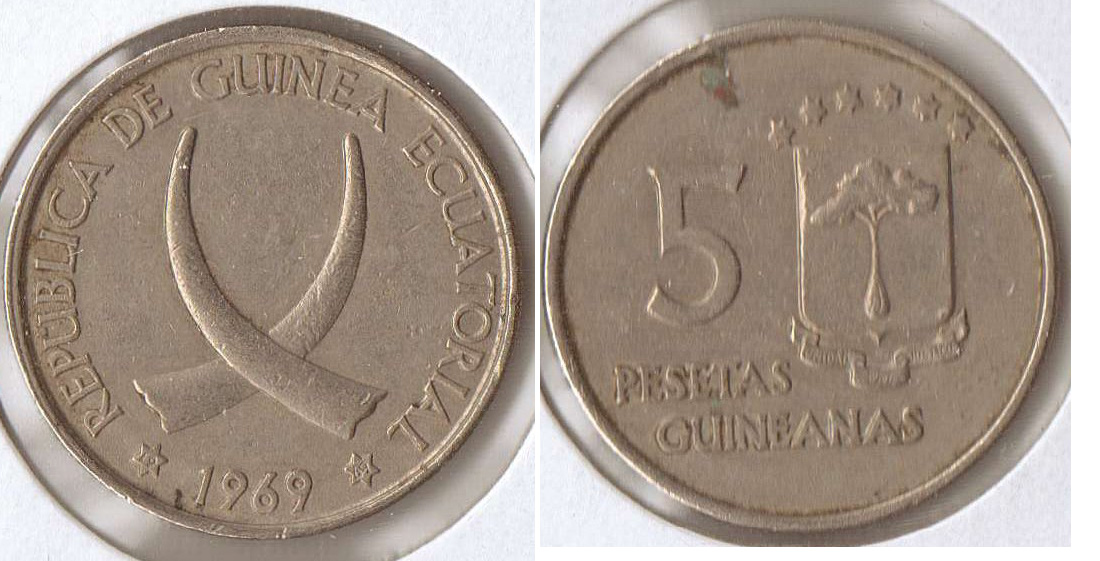 REPUBLICA DE GUINEA ECUATORIAL
1969
5
PESETAS
GUINEANAS